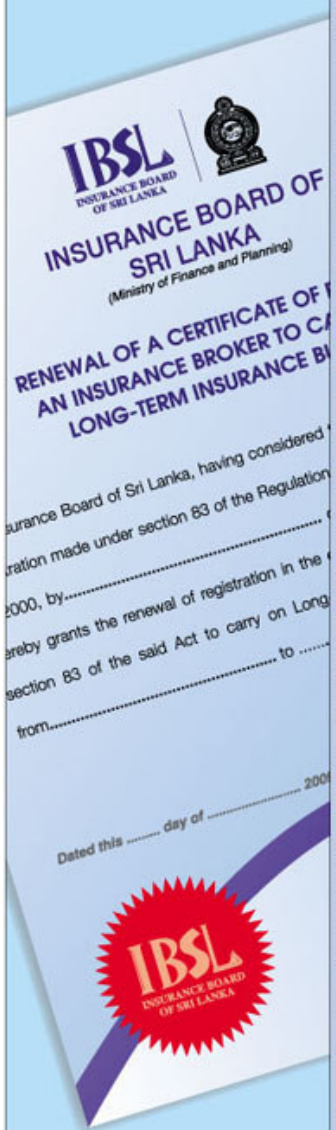 IBSL
INSURANCE BOARD
OF SRI LANKA
INSURANCE BOARD OF
SRI LANKA
(Ministry of Finance and Planning)
RENEWAL OF A CERTIFICATE OF
AN INSURANCE BROKER TO
LONG-TERM INSURANCE
surance Board of Sri Lanka, having considered
ration made under section 83 of the Regulation
2000, by..........................................
ereby grants the renewal of registration in the
section 83 of the said Act to carry on Long
from.......................................... to .......
Dated this ......... day of ...................... 200
IBSL
INSURANCE BOARD
OF SRI LANKA